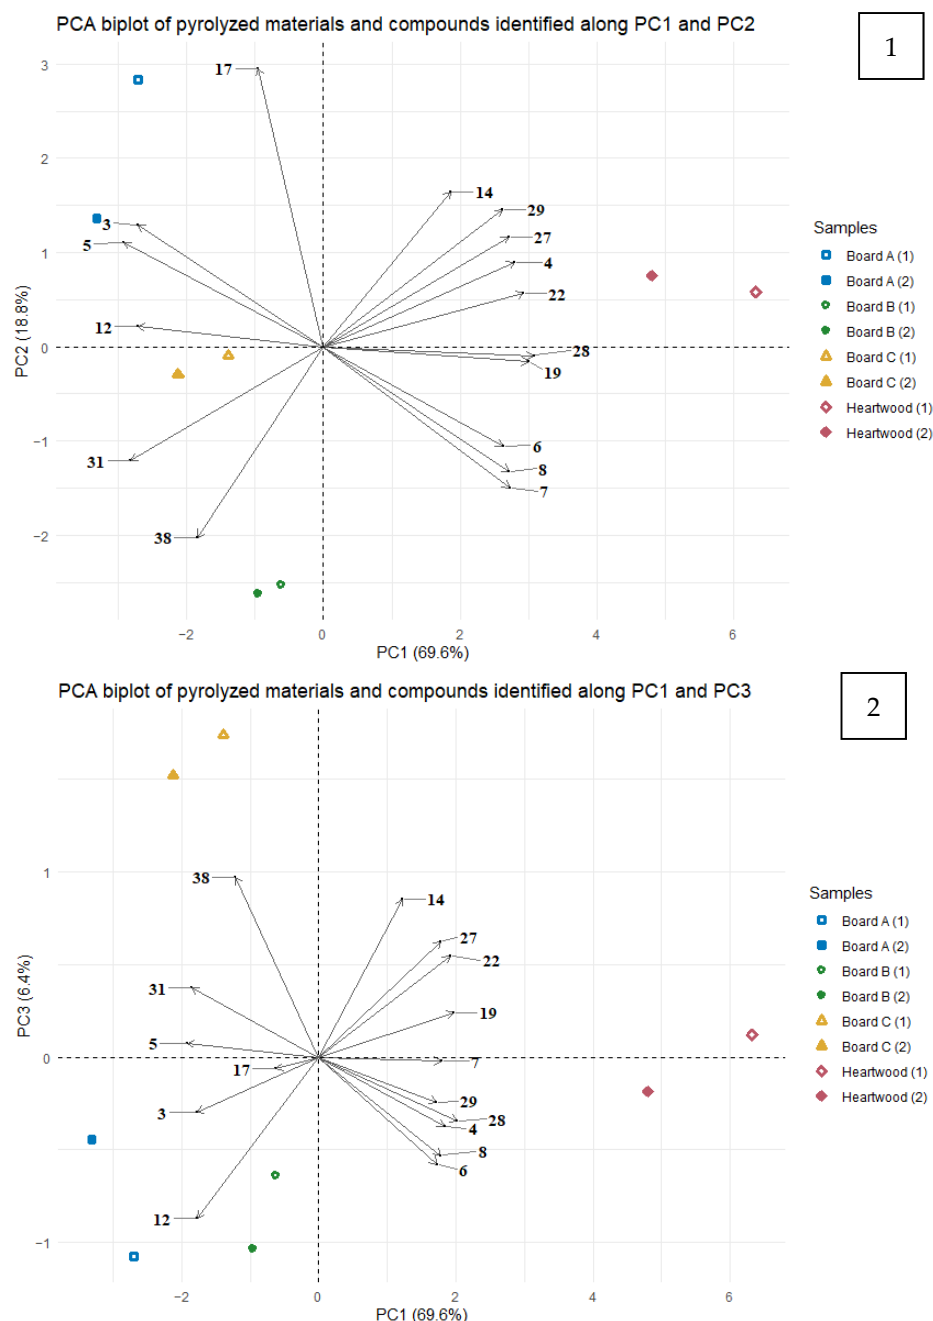 PCA biplot of pyrolyzed materials and compounds identified along PC1 and PC2
1
3
17
2
14
29
3
27
5
1
4
22
12
0
28
19
−1
6
31
8
7
−2
38
PC2 (18.8%)
−2
0
2
4
6
PC1 (69.6%)
Samples
Board A (1)
Board A (2)
Board B (1)
Board B (2)
Board C (1)
Board C (2)
Heartwood (1)
Heartwood (2)
PCA biplot of pyrolyzed materials and compounds identified along PC1 and PC3
2
1
38
14
27
22
31
19
5
0
7
17
29
3
28
4
8
6
12
−1
PC3 (6.4%)
−2
0
2
4
6
PC1 (69.6%)
Samples
Board A (1)
Board A (2)
Board B (1)
Board B (2)
Board C (1)
Board C (2)
Heartwood (1)
Heartwood (2)